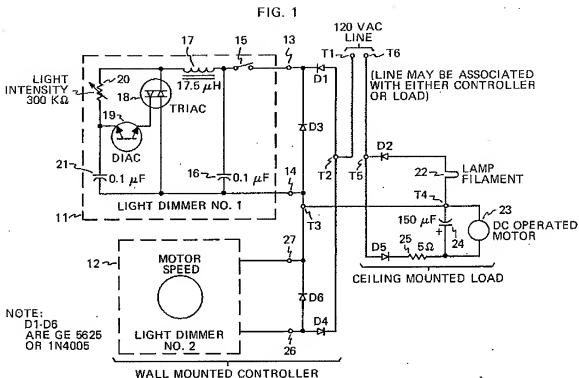 FIG. 1
120 VAC
LINE
17
15
13
T1
T6
20
17.5 μH
D1
(LINE MAY BE ASSOCIATED
WITH EITHER CONTROLLER
OR LOAD)
LIGHT
INTENSITY
300 KΩ
18
TRIAC
19
D3
DIAC
D2
T2
T5
22
LAMP
FILAMENT
21
0.1 μF
16
0.1 μF
14
T4
23
11
LIGHT DIMMER NO. 1
T3
150 μF
+
24
DC OPERATED
MOTOR
12
27
25
5Ω
MOTOR
SPEED
D5
CEILING MOUNTED LOAD
D6
NOTE:
D1-D6
ARE GE 5625
OR 1N4005
LIGHT DIMMER
NO. 2
D4
26
WALL MOUNTED CONTROLLER